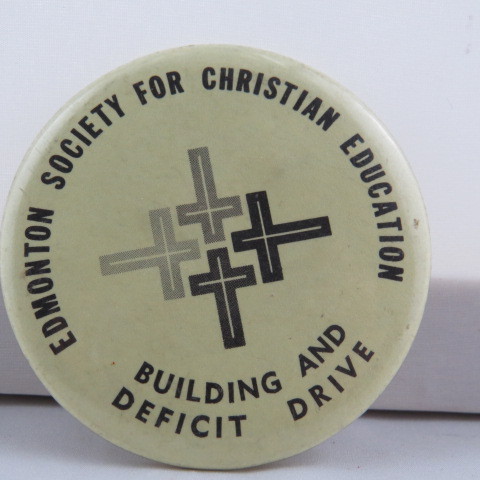 EDMONTON SOCIETY FOR CHRISTIAN EDUCATION
BUILDING AND
DEFICIT DRIVE